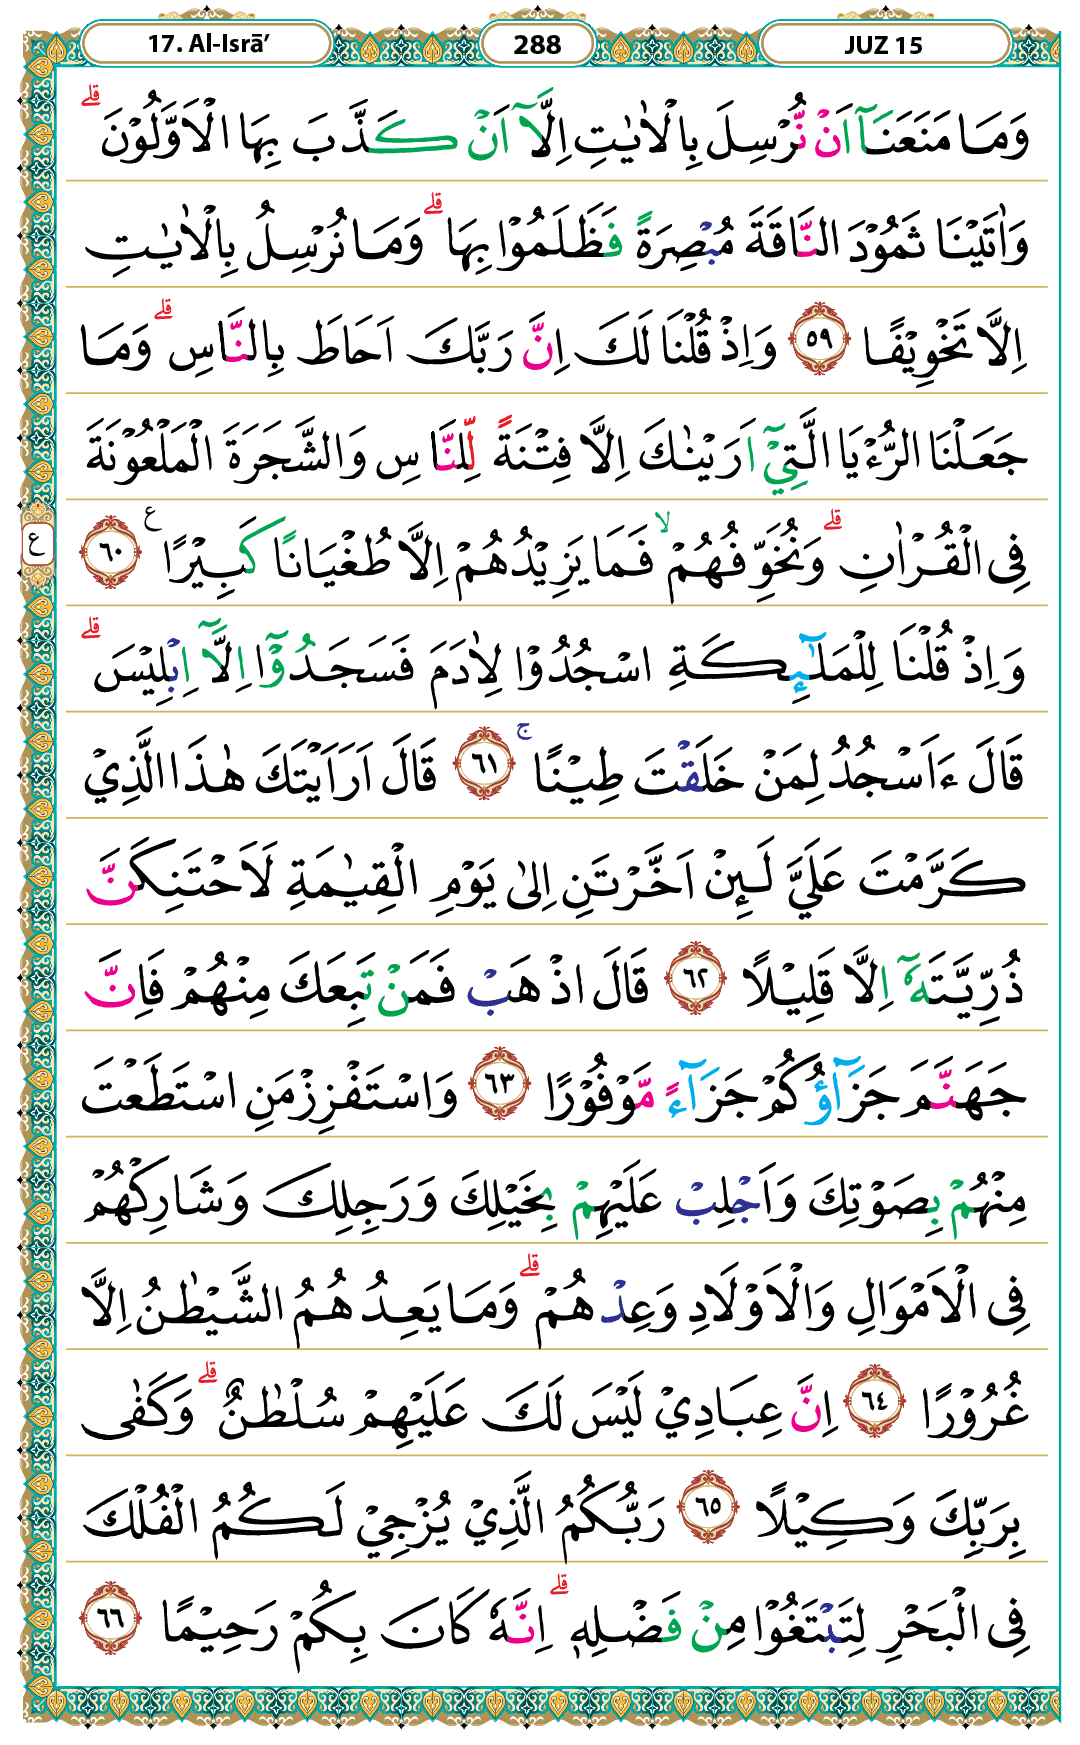 17. Al-Isrā’
288
JUZ 15
وَمَا مَنَعَنَآ اَنْ نُّرْسِلَ بِالْاٰيٰتِ اِلَّآ اَنْ كَذَّبَ بِهَا الْاَوَّلُوْنَ ۗ
وَاٰتَيْنَا ثَمُوْدَ النَّاقَةَ مُبْصِرَةً فَظَلَمُوْا بِهَا ۗ وَمَا نُرْسِلُ بِالْاٰيٰتِ
اِلَّا تَخْوِيْفًا ٥٩ وَاِذْ قُلْنَا لَكَ اِنَّ رَبَّكَ اَحَاطَ بِالنَّاسِ ۗ وَمَا
جَعَلْنَا الرُّءْيَا الَّتِيْٓ اَرَيْنٰكَ اِلَّا فِتْنَةً لِّلنَّاسِ وَالشَّجَرَةَ الْمَلْعُوْنَةَ
ع
فِى الْقُرْاٰنِ ۗ وَنُخَوِّفُهُمْ ۙ فَمَا يَزِيْدُهُمْ اِلَّا طُغْيَانًا كَبِيْرًا ع ٦٠
وَاِذْ قُلْنَا لِلْمَلٰۤىِٕكَةِ اسْجُدُوْا لِاٰدَمَ فَسَجَدُوْٓا اِلَّآ اِبْلِيْسَ ۗ
قَالَ ءَاَسْجُدُ لِمَنْ خَلَقْتَ طِيْنًا ۚ ٦١ قَالَ اَرَاَيْتَكَ هٰذَا الَّذِيْ
كَرَّمْتَ عَلَيَّ لَىِٕنْ اَخَّرْتَنِ اِلٰى يَوْمِ الْقِيٰمَةِ لَاَحْتَنِكَنَّ
ذُرِّيَّتَهٗٓ اِلَّا قَلِيْلًا ٦٢ قَالَ اذْهَبْ فَمَنْ تَبِعَكَ مِنْهُمْ فَاِنَّ
جَهَنَّمَ جَزَاۤؤُكُمْ جَزَاۤءً مَّوْفُوْرًا ٦٣ وَاسْتَفْزِزْ مَنِ اسْتَطَعْتَ
مِنْهُمْ بِصَوْتِكَ وَاَجْلِبْ عَلَيْهِمْ بِخَيْلِكَ وَرَجِلِكَ وَشَارِكْهُمْ
فِى الْاَمْوَالِ وَالْاَوْلَادِ وَعِدْهُمْ ۗ وَمَا يَعِدُهُمُ الشَّيْطٰنُ اِلَّا
غُرُوْرًا ٦٤ اِنَّ عِبَادِيْ لَيْسَ لَكَ عَلَيْهِمْ سُلْطٰنٌ ۗ وَكَفٰى
بِرَبِّكَ وَكِيْلًا ٦٥ رَبُّكُمُ الَّذِيْ يُزْجِيْ لَكُمُ الْفُلْكَ
فِى الْبَحْرِ لِتَبْتَغُوْا مِنْ فَضْلِهٖ ۗ اِنَّهٗ كَانَ بِكُمْ رَحِيْمًا ٦٦